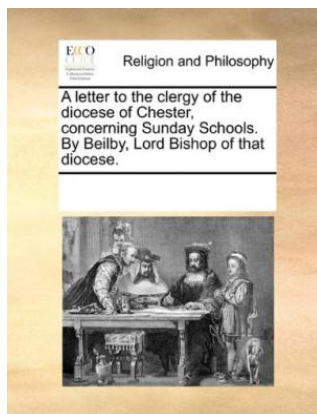 ECCO
Religion and Philosophy
A letter to the clergy of the
diocese of Chester,
concerning Sunday Schools.
By Beilby, Lord Bishop of that
diocese.